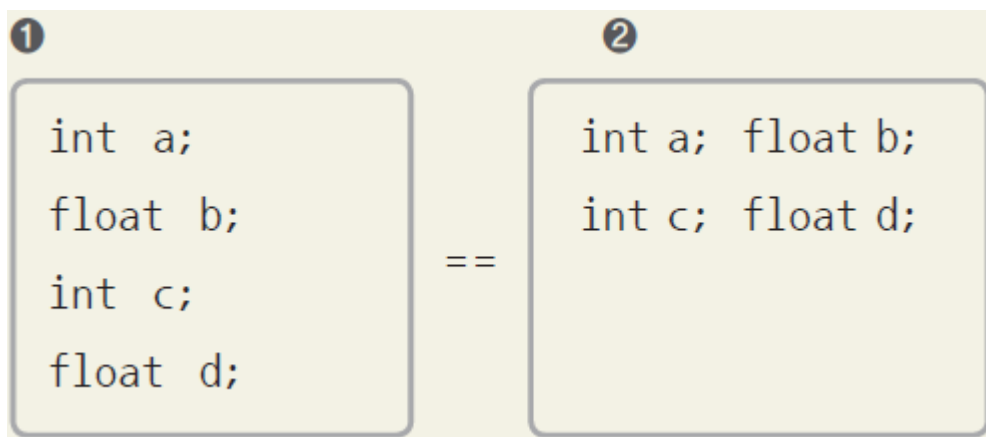 ❶
int a;
float b;
int c;
float d;
==
❷
int a; float b;
int c; float d;